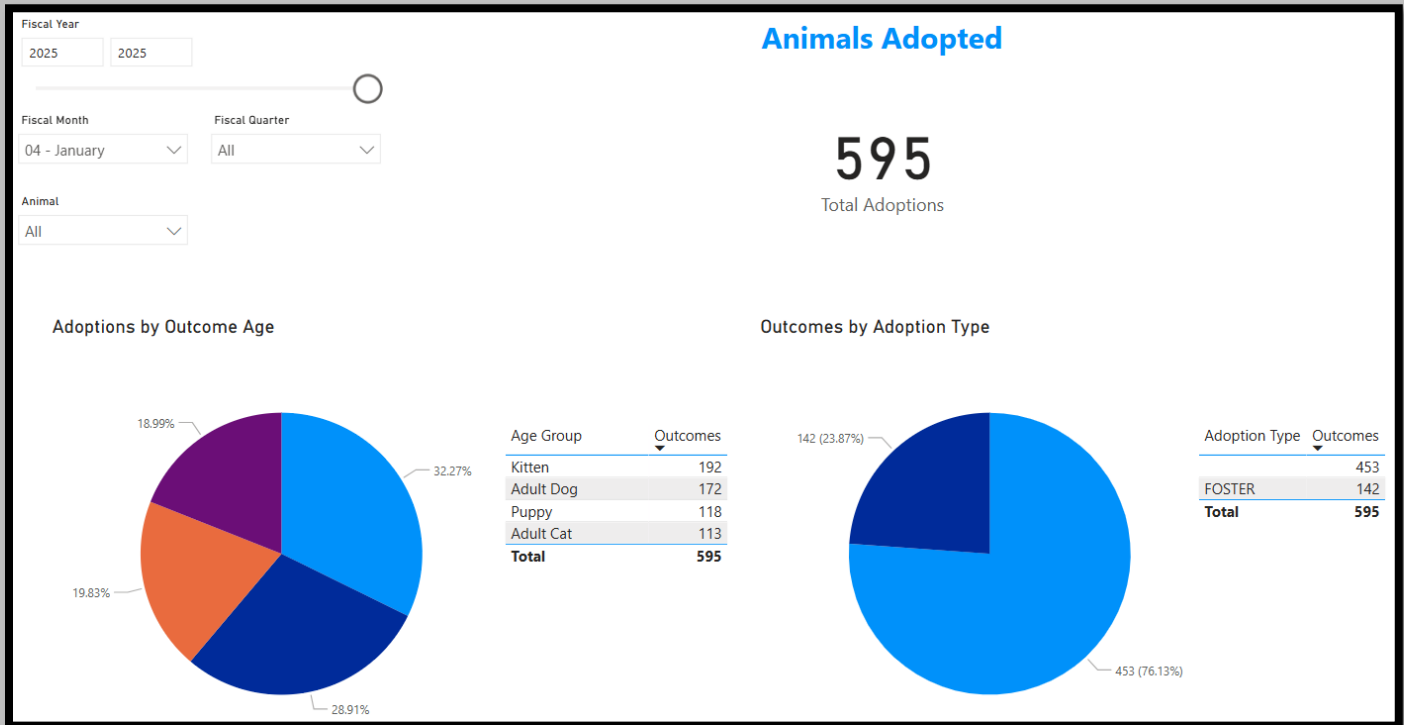 Fiscal Year
2025 2025
Animals Adopted
Fiscal Month Fiscal Quarter
04 - January All
595
Total Adoptions
Animal
All
Adoptions by Outcome Age
18.99%
32.27%
19.83%
28.91%
Age Group Outcomes
Kitten 192
Adult Dog 172
Puppy 118
Adult Cat 113
Total 595
Outcomes by Adoption Type
142 (23.87%)
453 (76.13%)
Adoption Type Outcomes
453
FOSTER 142
Total 595